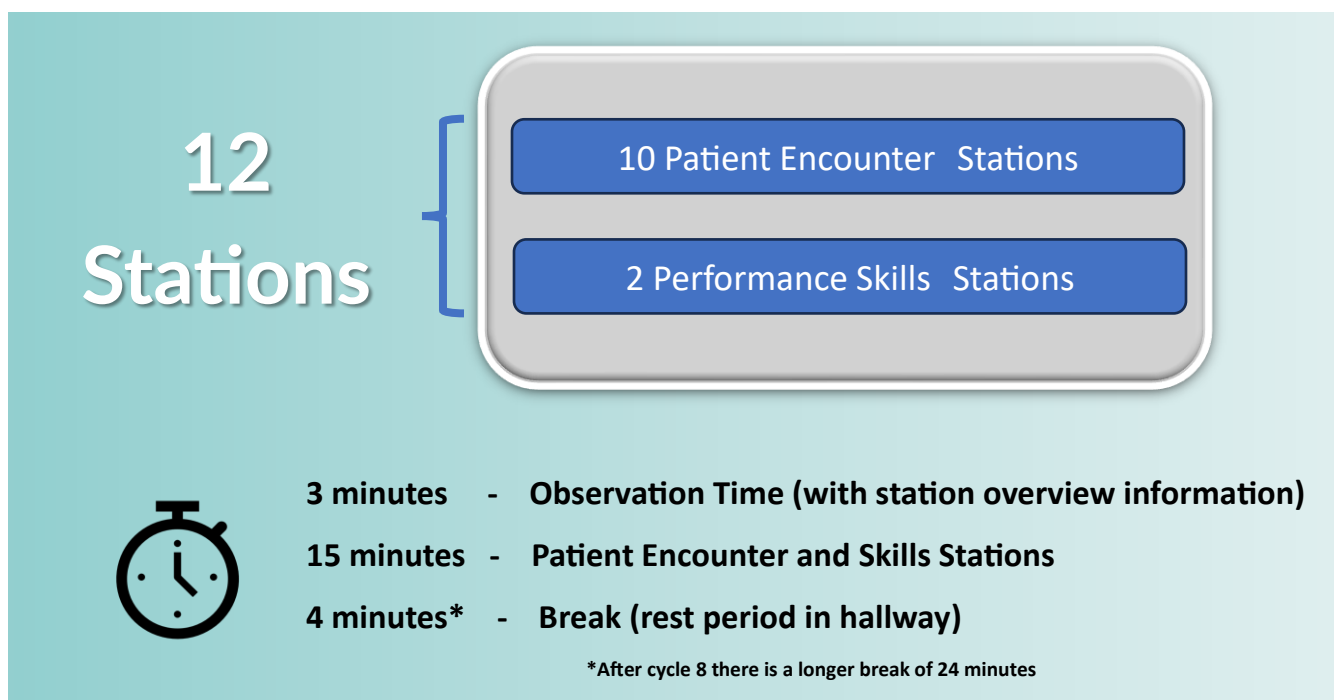 12
Stations
10 Patient Encounter Stations
2 Performance Skills Stations
3 minutes - Observation Time (with station overview information)
15 minutes - Patient Encounter and Skills Stations
4 minutes* - Break (rest period in hallway)
*After cycle 8 there is a longer break of 24 minutes